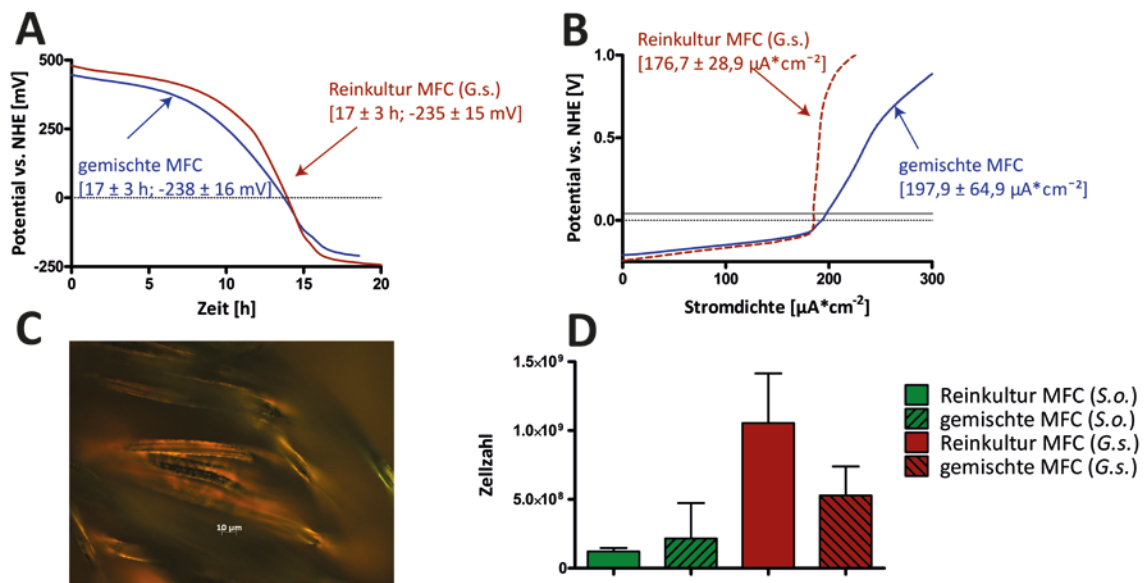 A
Potential vs. NHE [mV]
500
250
0
-250
0
5
10
15
20
Zeit [h]
Reinkultur MFC (G.s.)
[17 ± 3 h; -235 ± 15 mV]
gemischte MFC
[17 ± 3 h; -238 ± 16 mV]
B
Potential vs. NHE [V]
1.0
0.5
0.0
0
100
200
300
Stromdichte [µA*cm⁻²]
Reinkultur MFC (G.s.)
[176,7 ± 28,9 µA*cm⁻²]
gemischte MFC
[197,9 ± 64,9 µA*cm⁻²]
C
10 µm
D
Zellzahl
1.5×10⁹
1.0×10⁹
5.0×10⁸
0
Reinkultur MFC (S.o.)
gemischte MFC (S.o.)
Reinkultur MFC (G.s.)
gemischte MFC (G.s.)